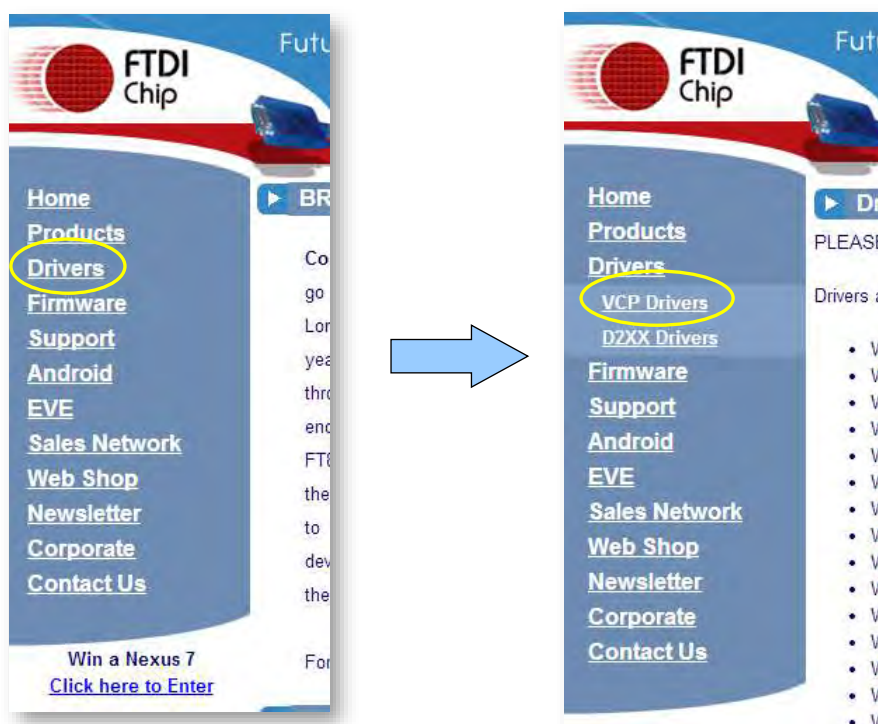 FTDI
Chip
Futu
Home
Products
Drivers
Firmware
Support
Android
EVE
Sales Network
Web Shop
Newsletter
Corporate
Contact Us
Win a Nexus 7
Click here to Enter
BR
Co
go
Lor
yea
thro
end
FT8
the
to
dev
the
For
FTDI
Chip
Fut
Home
Products
Drivers
VCP Drivers
D2XX Drivers
Firmware
Support
Android
EVE
Sales Network
Web Shop
Newsletter
Corporate
Contact Us
Dr
PLEASE
Drivers a